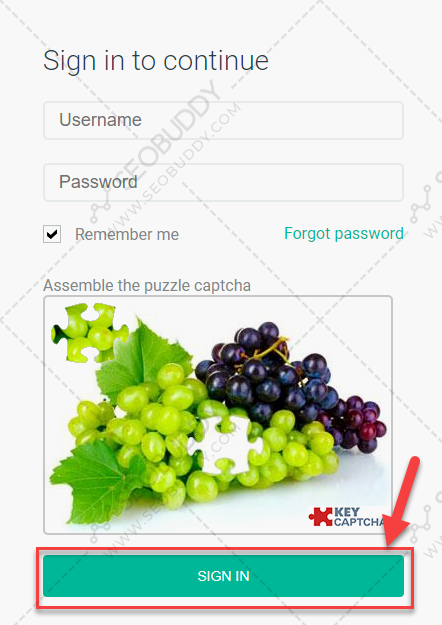 Sign in to continue
Username
Password
Remember me
Forgot password
Assemble the puzzle captcha
KEY
CAPTCHA
SIGN IN
SEOBUDDY
WWW.SEOBUDDY.COM